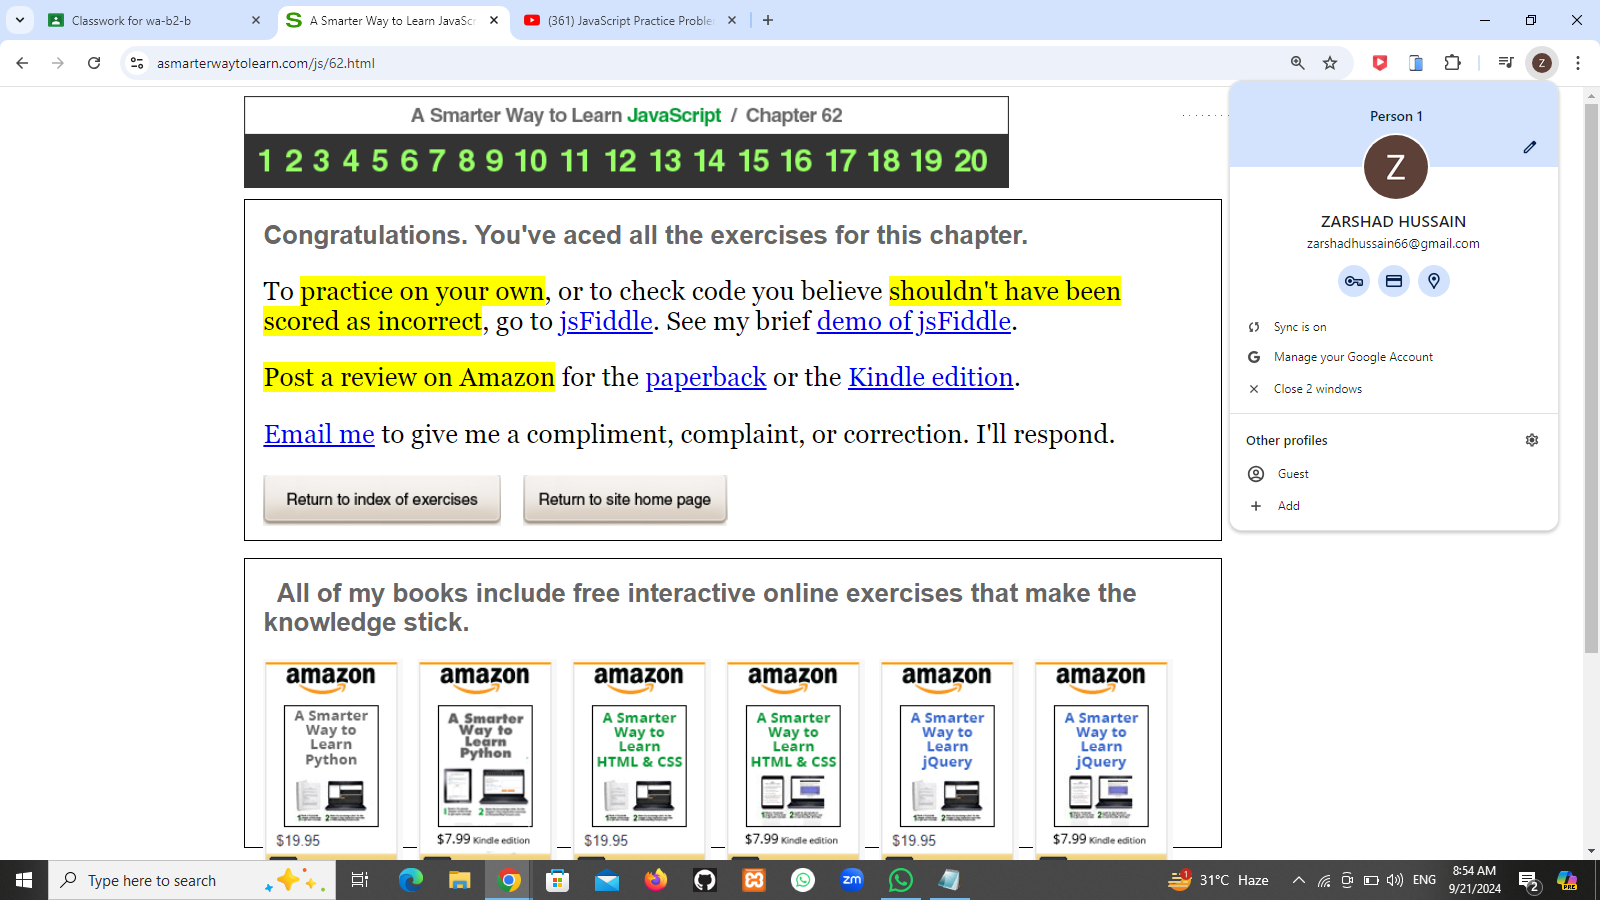 Classwork for wa-b2-b
A Smarter Way to Learn JavaScr
(361) JavaScript Practice Proble
asmarterwaytolearn.com/js/62.html
Z
A Smarter Way to Learn JavaScript / Chapter 62
1 2 3 4 5 6 7 8 9 10 11 12 13 14 15 16 17 18 19 20
Congratulations. You've aced all the exercises for this chapter.
To practice on your own, or to check code you believe shouldn't have been
scored as incorrect, go to jsFiddle. See my brief demo of jsFiddle.
Post a review on Amazon for the paperback or the Kindle edition.
Email me to give me a compliment, complaint, or correction. I'll respond.
Return to index of exercises
Return to site home page
Person 1
Z
ZARSHAD HUSSAIN
zarshadhussain66@gmail.com
Sync is on
Manage your Google Account
Close 2 windows
Other profiles
Guest
Add
All of my books include free interactive online exercises that make the
knowledge stick.
amazon
A Smarter
Way to
Learn
Python
$19.95
amazon
A Smarter
Way to
Learn
Python
$7.99 Kindle edition
amazon
A Smarter
Way to
Learn
HTML & CSS
$19.95
amazon
A Smarter
Way to
Learn
HTML & CSS
$7.99 Kindle edition
amazon
A Smarter
Way to
Learn
jQuery
$19.95
amazon
A Smarter
Way to
Learn
jQuery
$7.99 Kindle edition
Type here to search
zm
1
31°C Haze
ENG
8:54 AM
9/21/2024
2
PRE